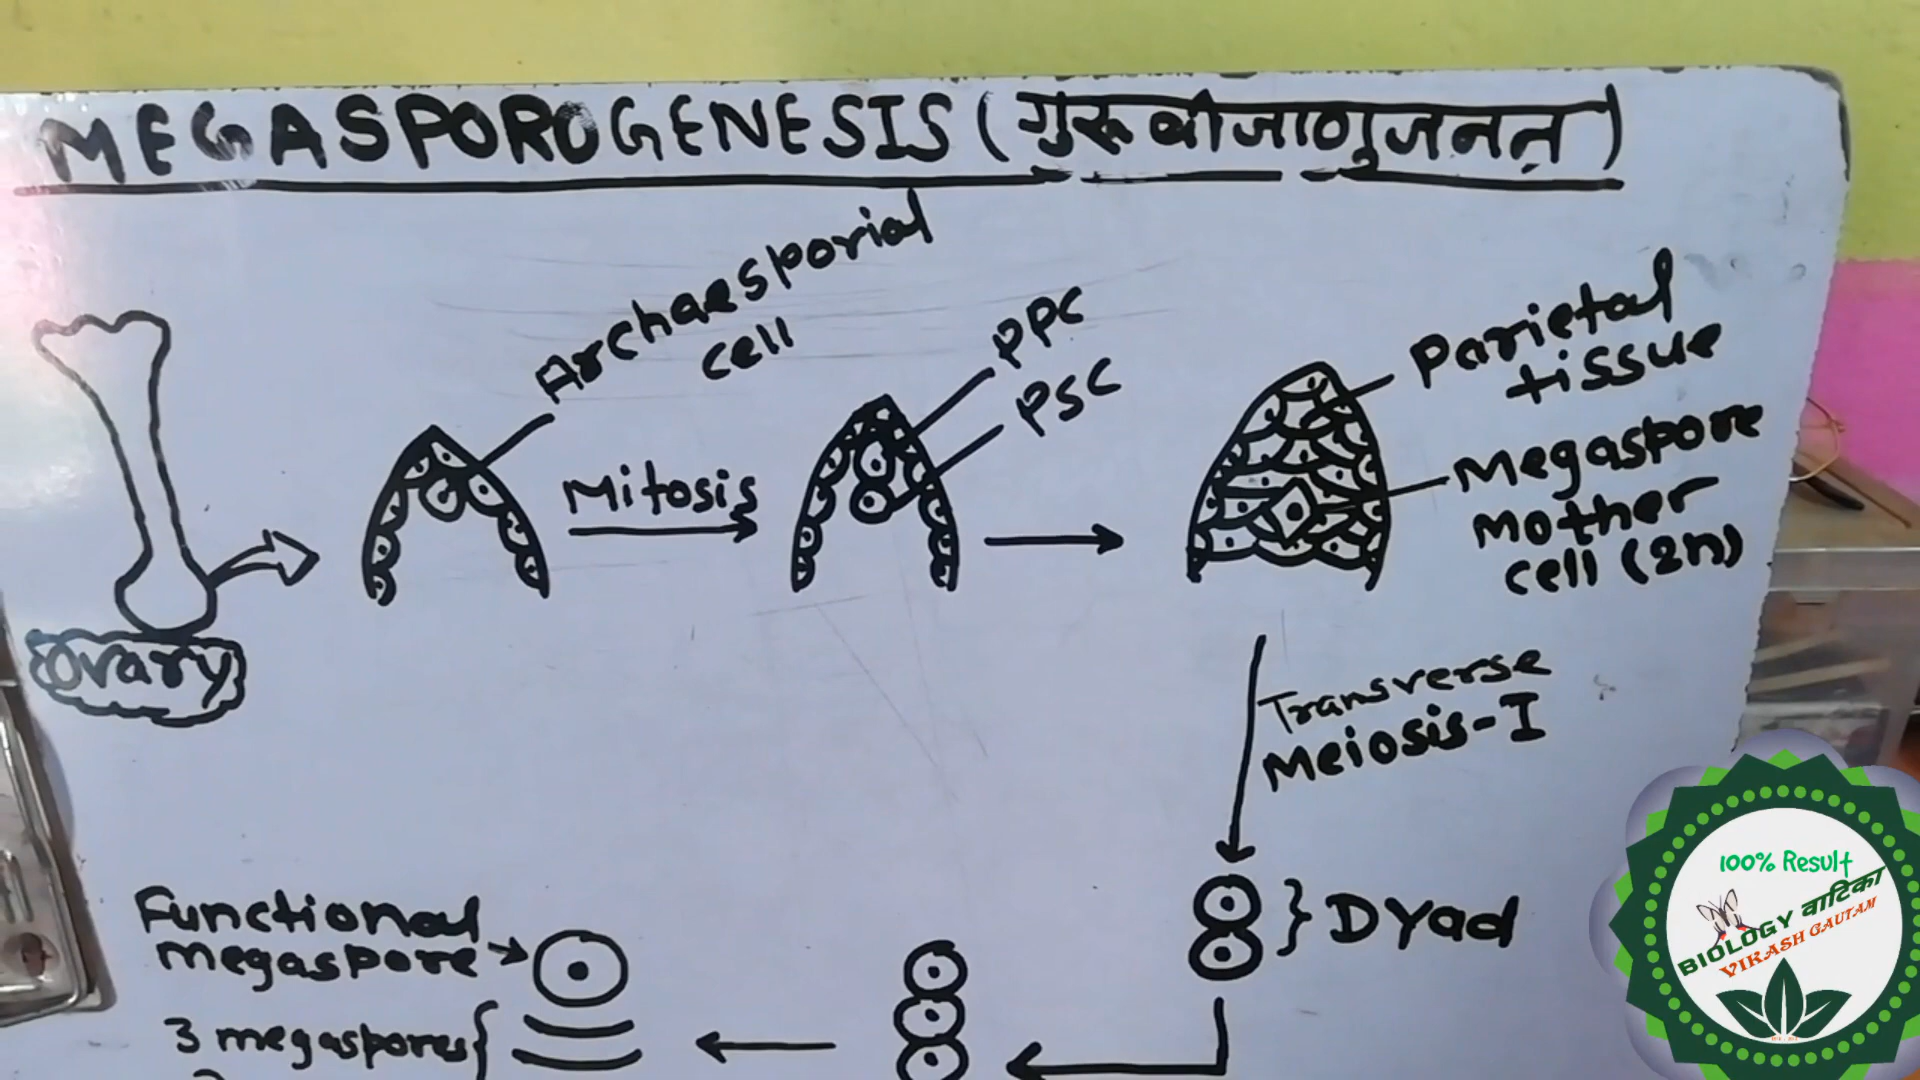 MEGASPOROGENESIS (गुरूबीजाणुजनन)
Archaesporial
cell
PPC
PSC
Parietal
tissue
Mitosis
Megaspore
Mother
cell (2n)
Ovary
Transverse
Meiosis-I
Dyad
Functional
megaspore
3 megaspores
100% Result
BIOLOGY वाटिका
VIKASH GAUTAM